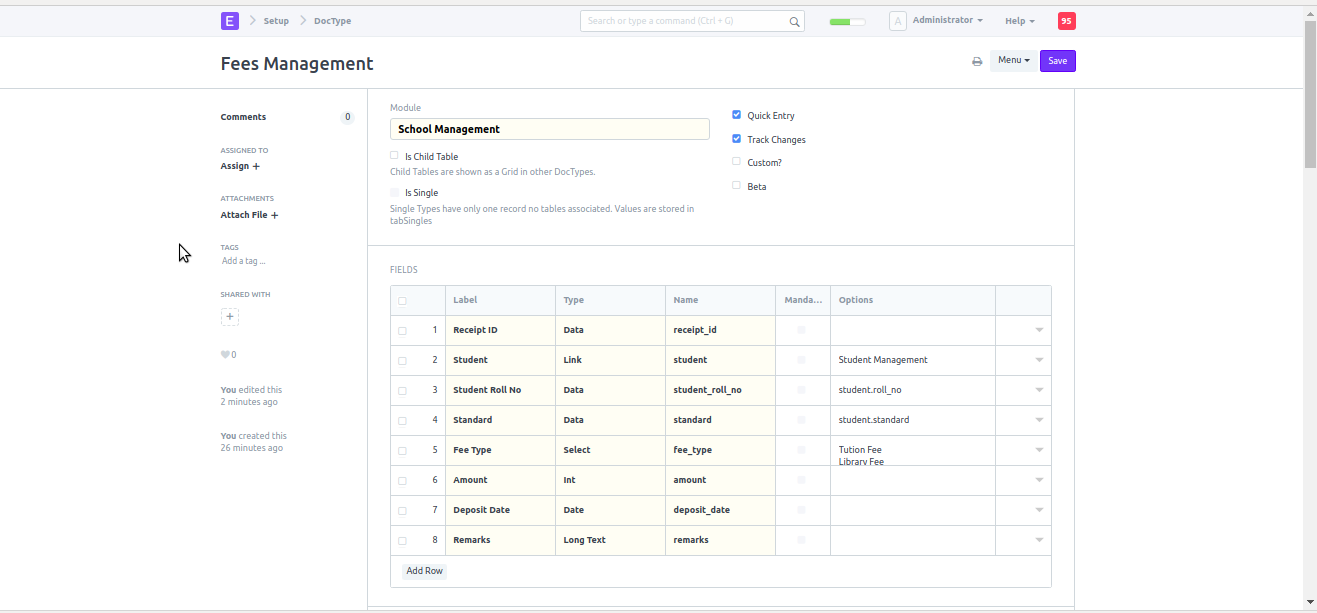 E Setup DocType Search or type a command (Ctrl + G) A Administrator Help 95
Fees Management Menu Save
Comments 0
ASSIGNED TO
Assign +
ATTACHMENTS
Attach File +
TAGS
Add a tag ...
SHARED WITH
+
0
You edited this
2 minutes ago
You created this
26 minutes ago
Module
School Management
Is Child Table
Child Tables are shown as a Grid in other DocTypes.
Is Single
Single Types have only one record no tables associated. Values are stored in
tabSingles
Quick Entry
Track Changes
Custom?
Beta
FIELDS
Label Type Name Manda... Options
1 Receipt ID Data receipt_id
2 Student Link student Student Management
3 Student Roll No Data student_roll_no student.roll_no
4 Standard Data standard student.standard
5 Fee Type Select fee_type Tution Fee
Library Fee
6 Amount Int amount
7 Deposit Date Date deposit_date
8 Remarks Long Text remarks
Add Row